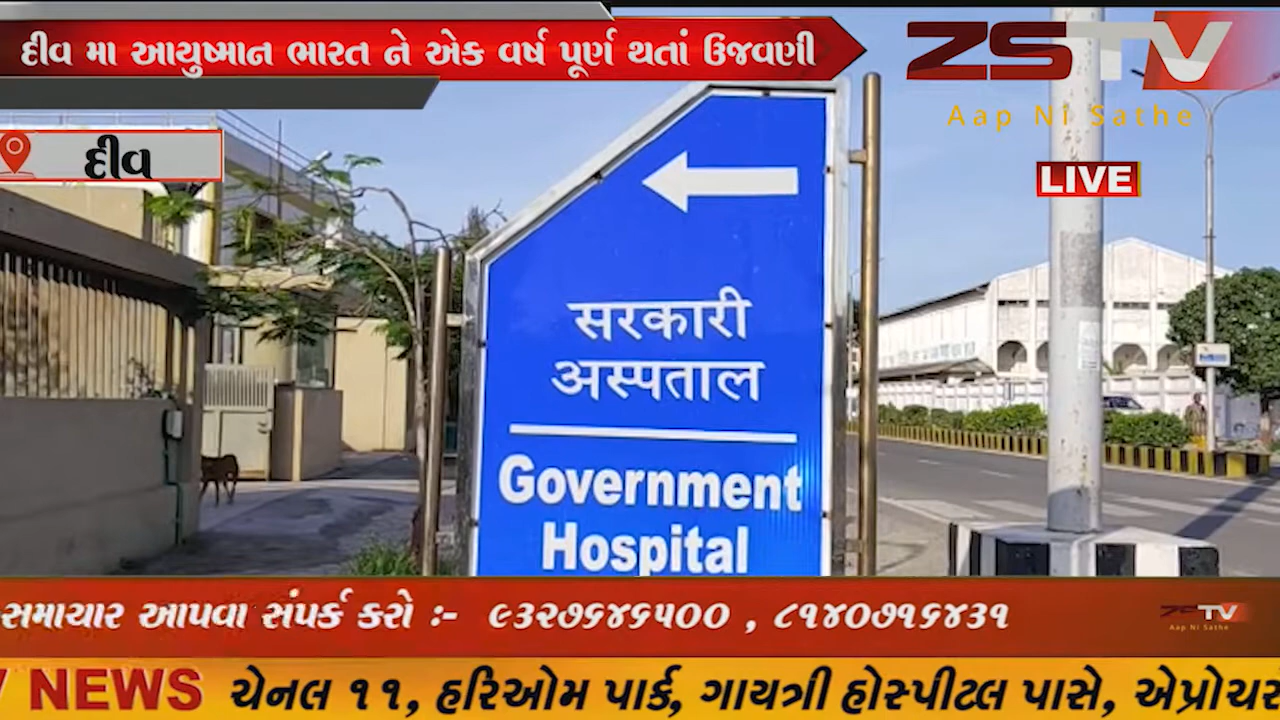 દીવ મા આયુષ્માન ભારત ને એક વર્ષ પૂર્ણ થતાં ઉજવણી
ZSTV
Aap Ni Sathe
દીવ
LIVE
सरकारी
अस्पताल
Government
Hospital
સમાચાર આપવા સંપર્ક કરો :- ૯૩૨૭૬૪૬૫૦૦ , ૮૧૪૦૭૧૬૪૩૧
ZSTV
Aap Ni Sathe
NEWS ચેનલ ૧૧, હરિઓમ પાર્ક, ગાયત્રી હોસ્પીટલ પાસે,